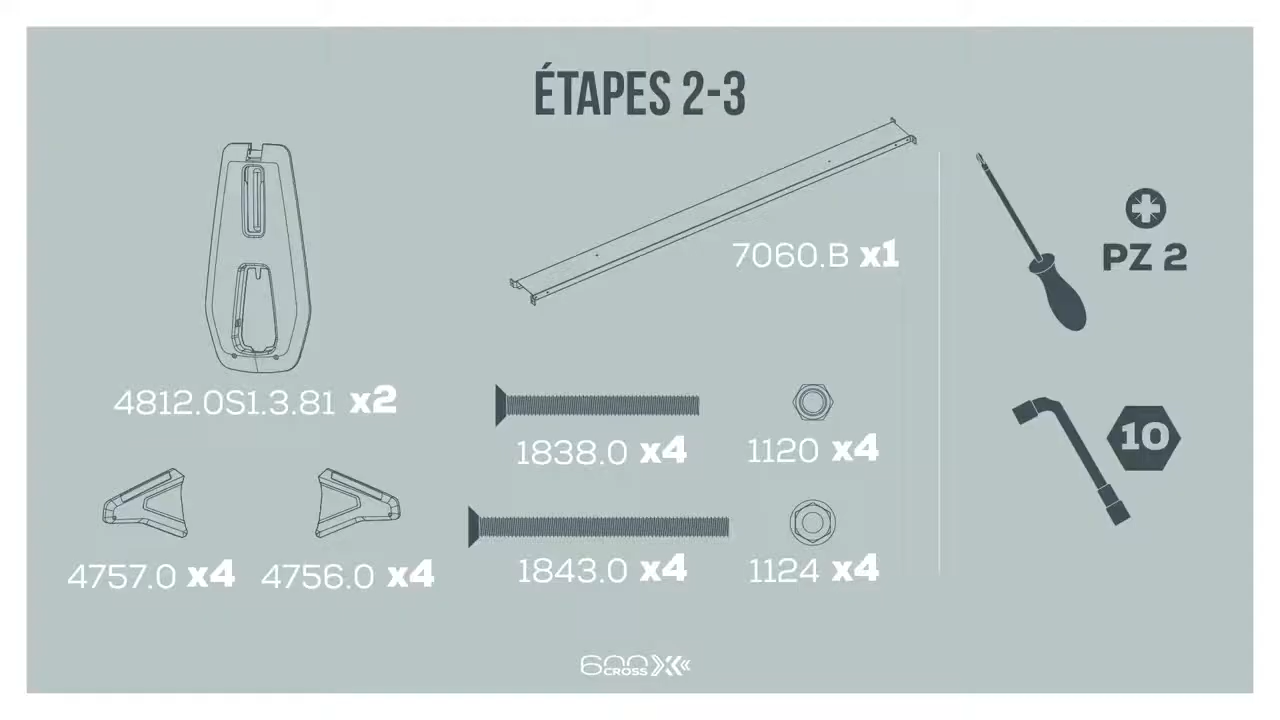 ÉTAPES 2-3
7060.B x1
PZ 2
4812.0S1.3.81 x2
1838.0 x4
1120 x4
10
4757.0 x4
4756.0 x4
1843.0 x4
1124 x4
600
CROSS